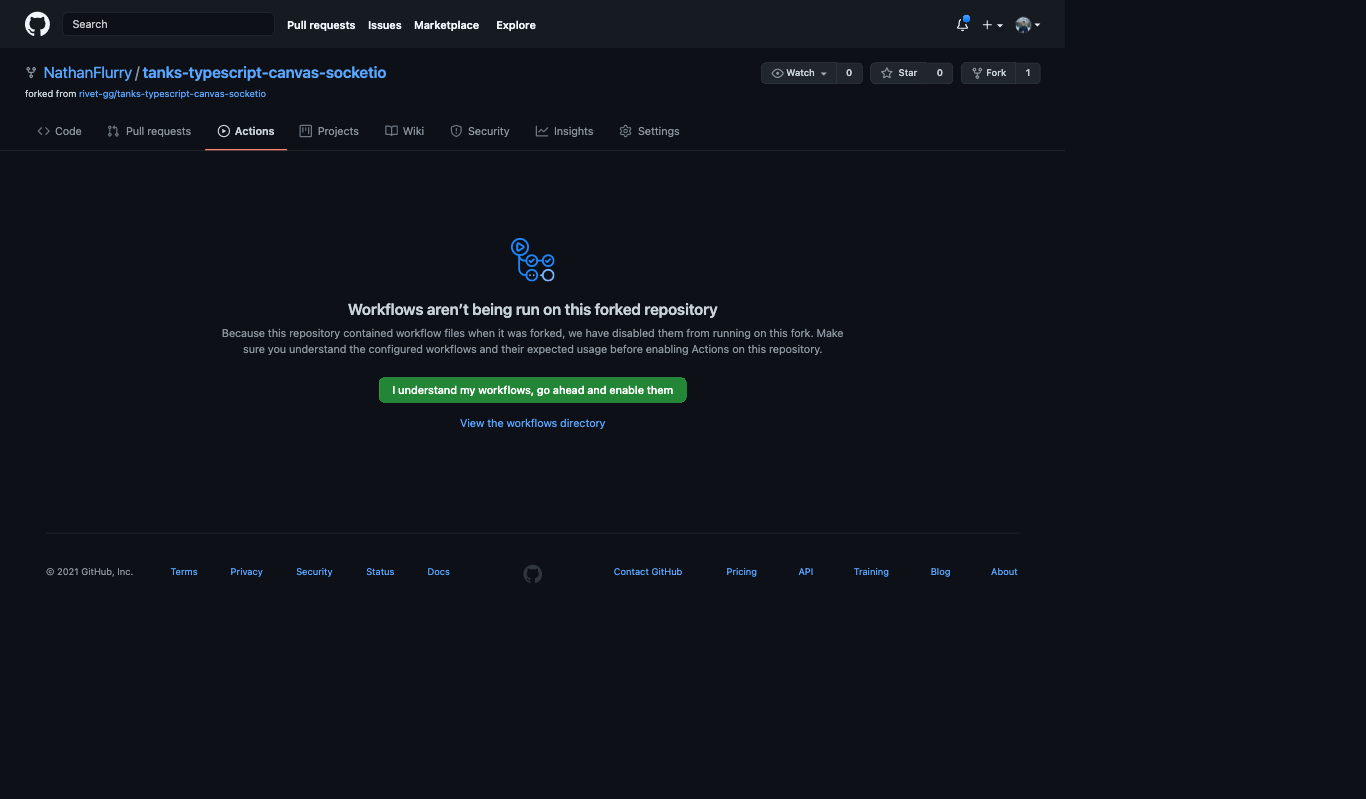 Search
Pull requests Issues Marketplace Explore
NathanFlurry / tanks-typescript-canvas-socketio
Watch 0 Star 0 Fork 1
forked from rivet-gg/tanks-typescript-canvas-socketio
Code Pull requests Actions Projects Wiki Security Insights Settings
Workflows aren’t being run on this forked repository
Because this repository contained workflow files when it was forked, we have disabled them from running on this fork. Make
sure you understand the configured workflows and their expected usage before enabling Actions on this repository.
I understand my workflows, go ahead and enable them
View the workflows directory
© 2021 GitHub, Inc. Terms Privacy Security Status Docs Contact GitHub Pricing API Training Blog About